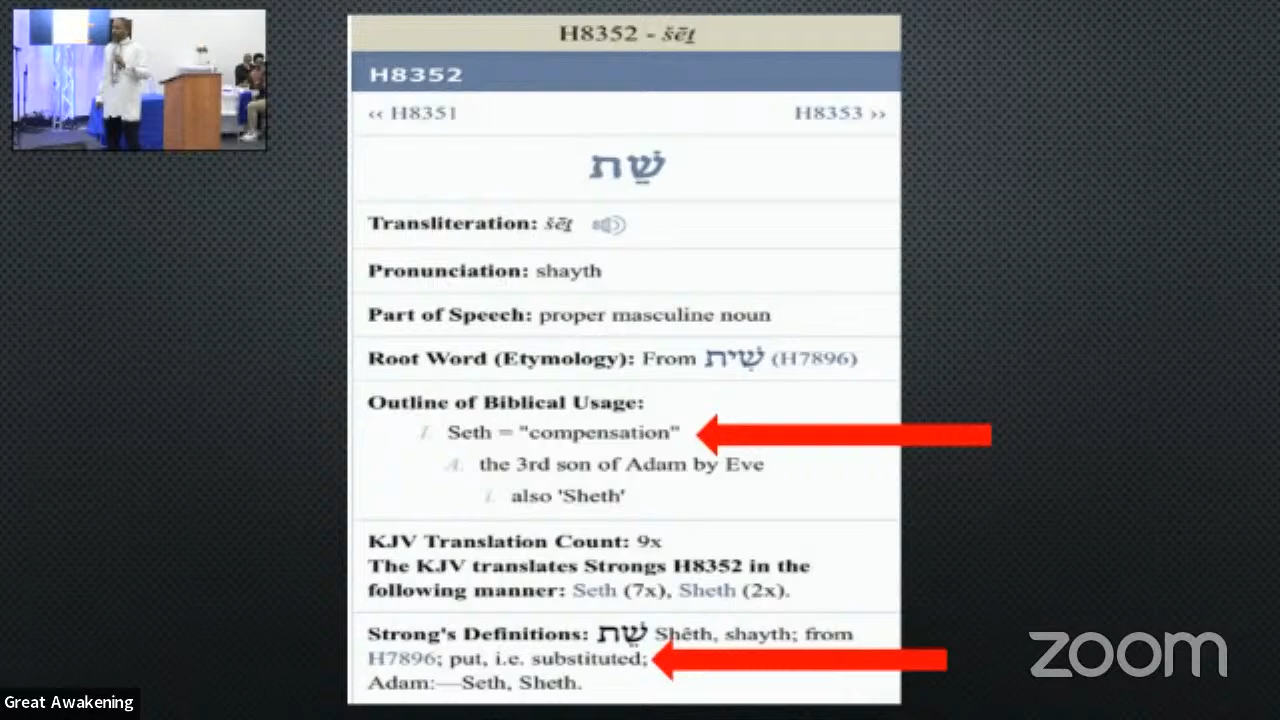 H8352 - šēṯ
H8352
‹‹ H8351
H8353 ››
שַׁת
Transliteration: šēṯ
Pronunciation: shayth
Part of Speech: proper masculine noun
Root Word (Etymology): From שִׁית (H7896)
Outline of Biblical Usage:
I. Seth = "compensation"
A. the 3rd son of Adam by Eve
i. also 'Sheth'
KJV Translation Count: 9x
The KJV translates Strongs H8352 in the
following manner: Seth (7x), Sheth (2x).
Strong's Definitions: שֵׁת Shêth, shayth; from
H7896; put, i.e. substituted;
Adam:—Seth, Sheth.
zoom
Great Awakening